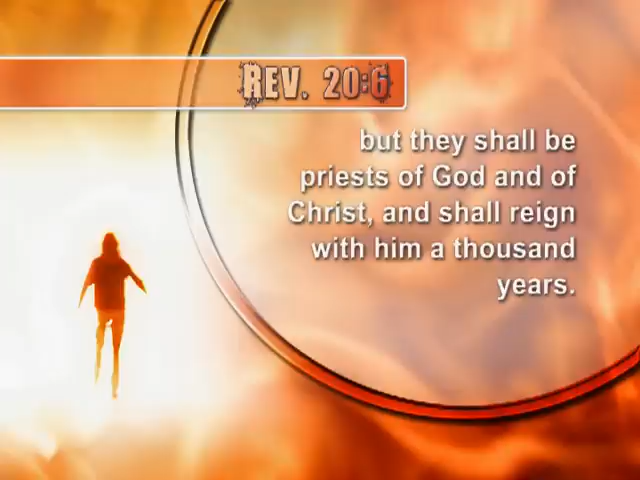 REV. 20:6
but they shall be
priests of God and of
Christ, and shall reign
with him a thousand
years.